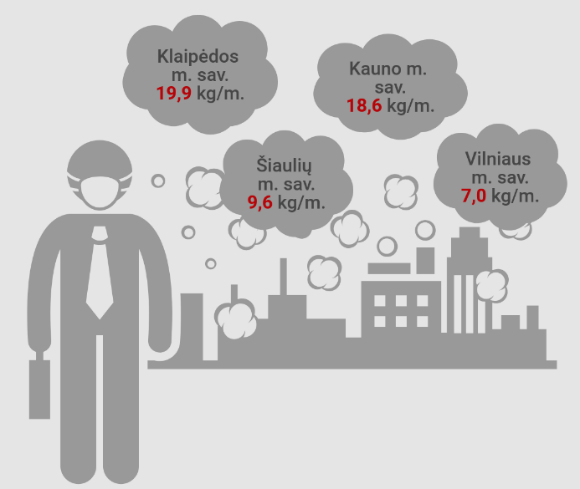 Klaipėdos
m. sav.
19,9 kg/m.
Kauno m.
sav.
18,6 kg/m.
Šiaulių
m. sav.
9,6 kg/m.
Vilniaus
m. sav.
7,0 kg/m.